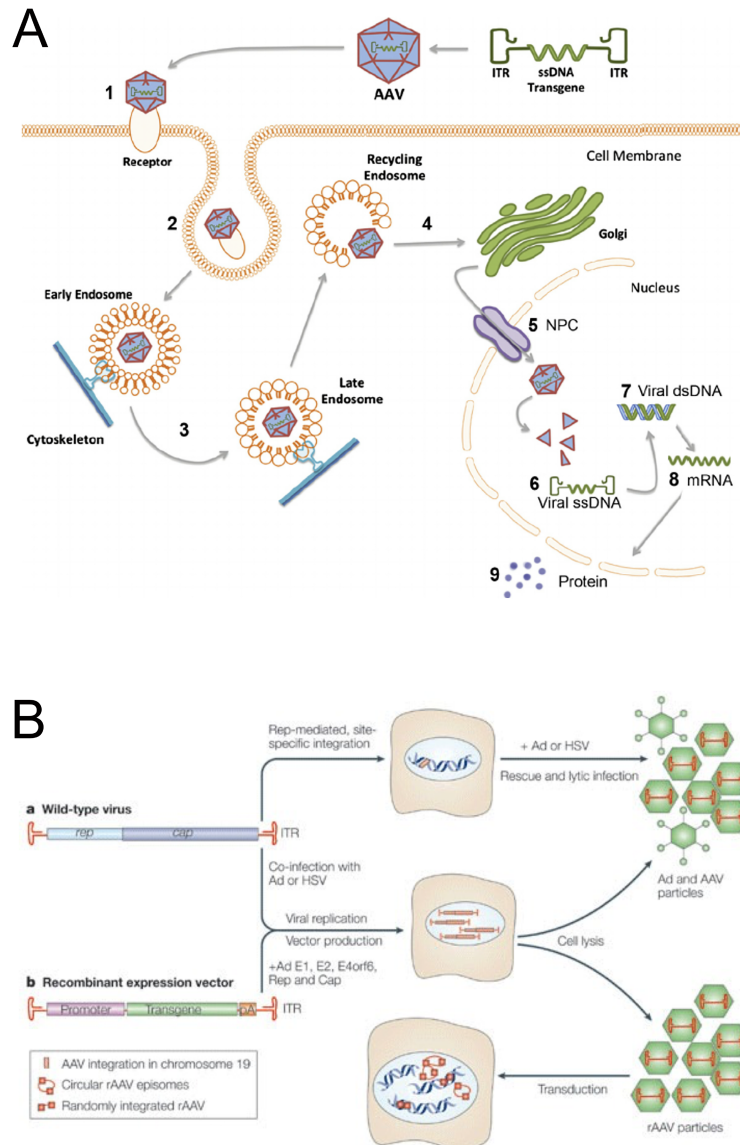 A
ITR
ssDNA
Transgene
ITR
AAV
1
Receptor
Recycling
Endosome
Cell Membrane
2
4
Golgi
Early Endosome
Nucleus
5 NPC
Late
Endosome
7 Viral dsDNA
Cytoskeleton
3
6
Viral ssDNA
8 mRNA
9
Protein
B
Rep-mediated, site-
specific integration
+ Ad or HSV
Rescue and lytic infection
a Wild-type virus
rep
cap
ITR
Co-infection with
Ad or HSV
Ad and AAV
particles
Viral replication
Vector production
Cell lysis
+Ad E1, E2, E4orf6,
Rep and Cap
b Recombinant expression vector
Promoter
Transgene
pA
ITR
AAV integration in chromosome 19
Circular rAAV episomes
Randomly integrated rAAV
Transduction
rAAV particles